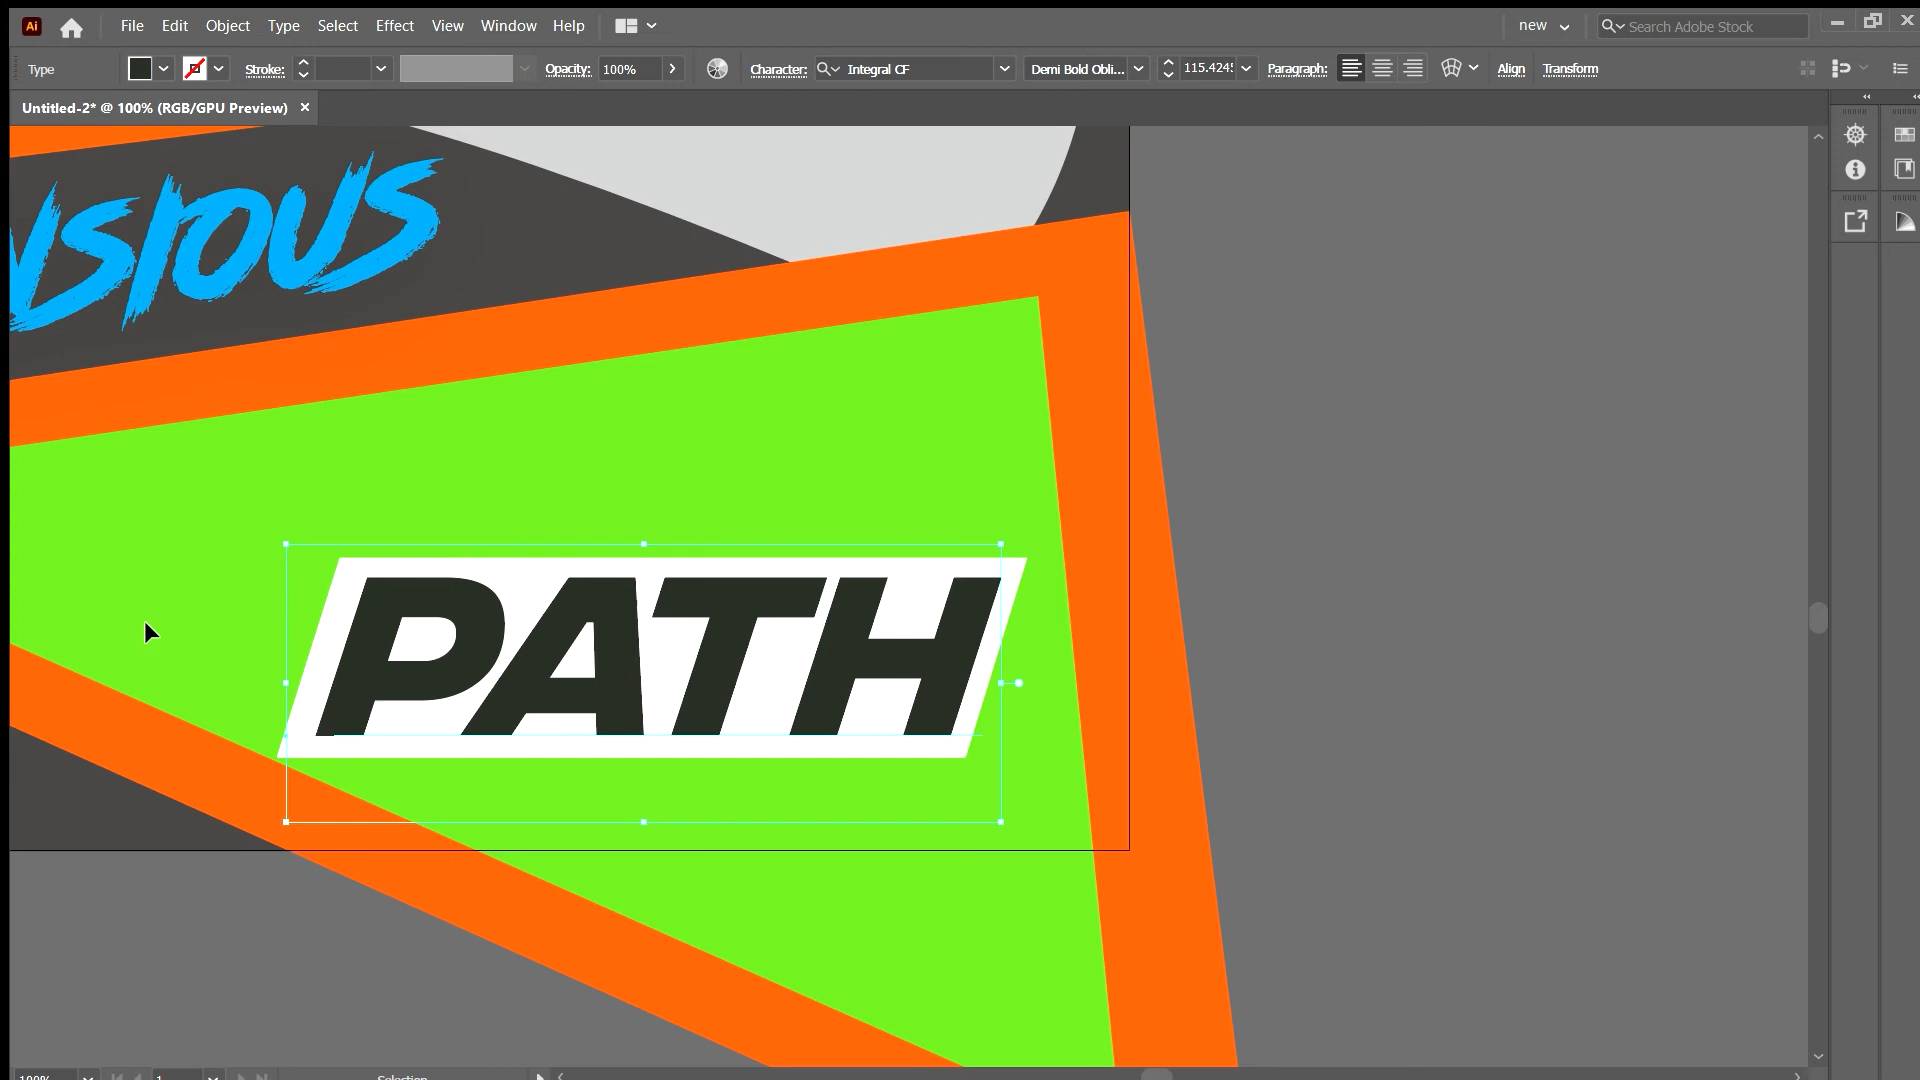 Ai File Edit Object Type Select Effect View Window Help new Search Adobe Stock
Type Stroke: Opacity: 100% Character: Integral CF Demi Bold Obli... 115.424 Paragraph: Align Transform
Untitled-2* @ 100% (RGB/GPU Preview) ×
NSIOUS
PATH
100% 1 Selection